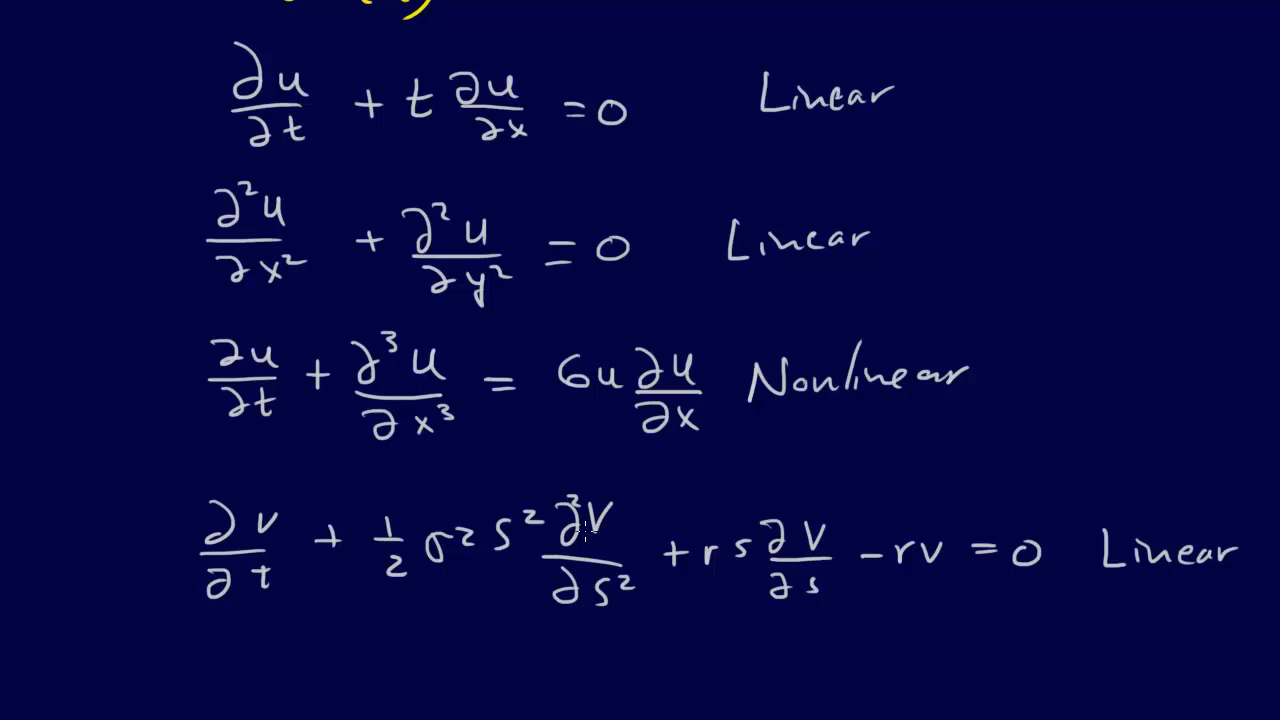 ∂u/∂t + t ∂u/∂x = 0 Linear
∂²u/∂x² + ∂²u/∂y² = 0 Linear
∂u/∂t + ∂³u/∂x³ = 6u ∂u/∂x Nonlinear
∂v/∂t + 1/2 σ² s² ∂²V/∂s² + r s ∂V/∂s - rv = 0 Linear